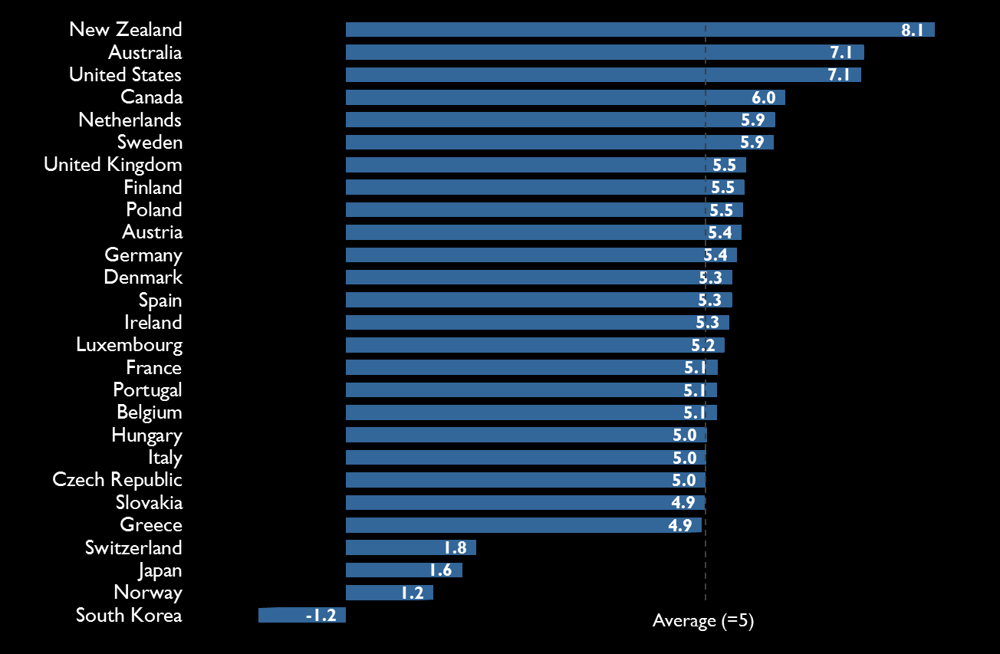 New Zealand 8.1
Australia 7.1
United States 7.1
Canada 6.0
Netherlands 5.9
Sweden 5.9
United Kingdom 5.5
Finland 5.5
Poland 5.5
Austria 5.4
Germany 5.4
Denmark 5.3
Spain 5.3
Ireland 5.3
Luxembourg 5.2
France 5.1
Portugal 5.1
Belgium 5.1
Hungary 5.0
Italy 5.0
Czech Republic 5.0
Slovakia 4.9
Greece 4.9
Switzerland 1.8
Japan 1.6
Norway 1.2
South Korea -1.2
Average (=5)